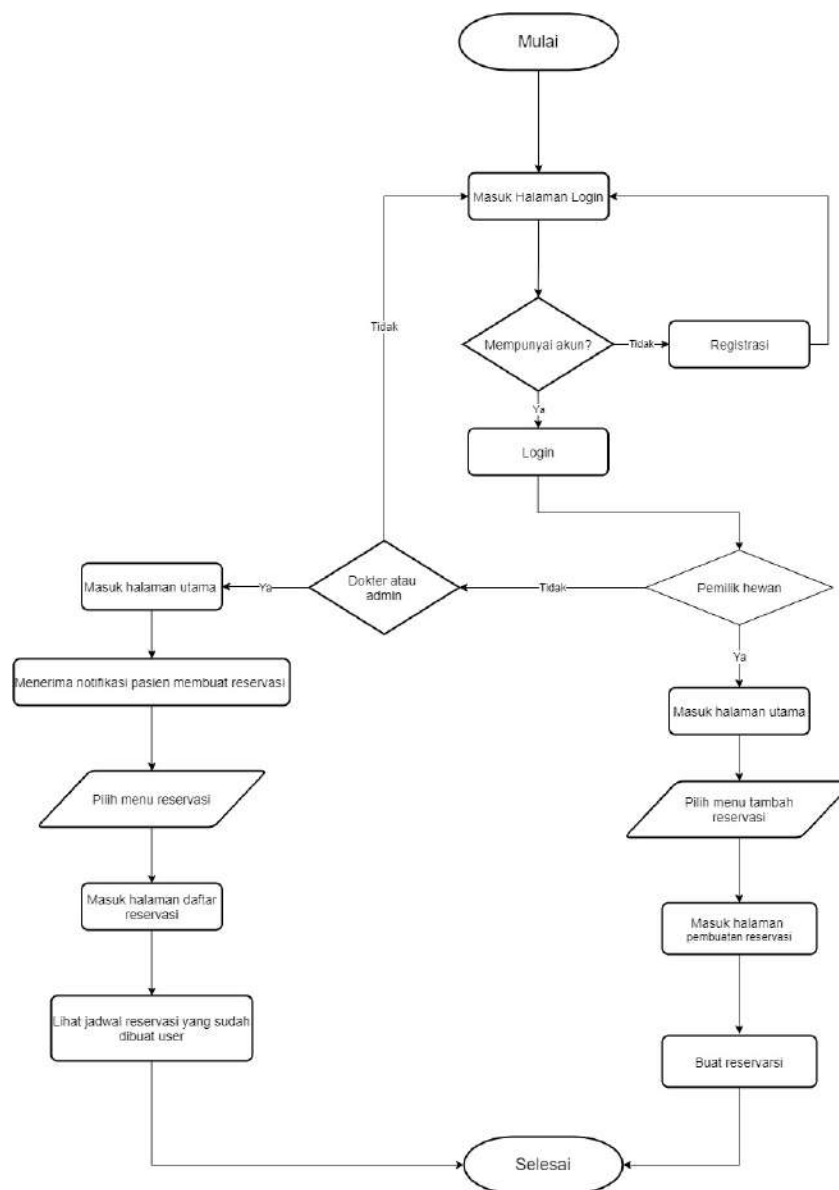 Mulai
Masuk Halaman Login
Tidak
Mempunyai akun?
Tidak
Registrasi
Ya
Login
Masuk halaman utama
Ya
Dokter atau
admin
Tidak
Pemilik hewan
Ya
Menerima notifikasi pasien membuat reservasi
Masuk halaman utama
Pilih menu reservasi
Pilih menu tambah
reservasi
Masuk halaman daftar
reservasi
Masuk halaman
pembuatan reservasi
Lihat jadwal reservasi yang sudah
dibuat user
Buat reservarsi
Selesai